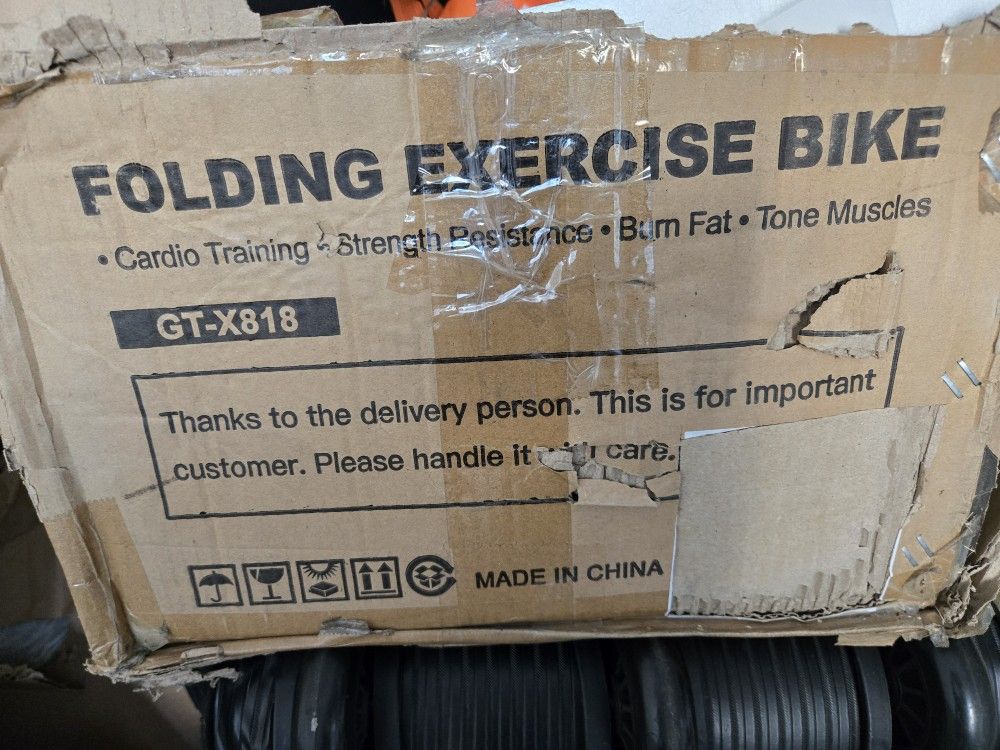 FOLDING EXERCISE BIKE
• Cardio Training • Strength Resistance • Burn Fat • Tone Muscles
GT-X818
Thanks to the delivery person. This is for important
customer. Please handle it with care.
MADE IN CHINA